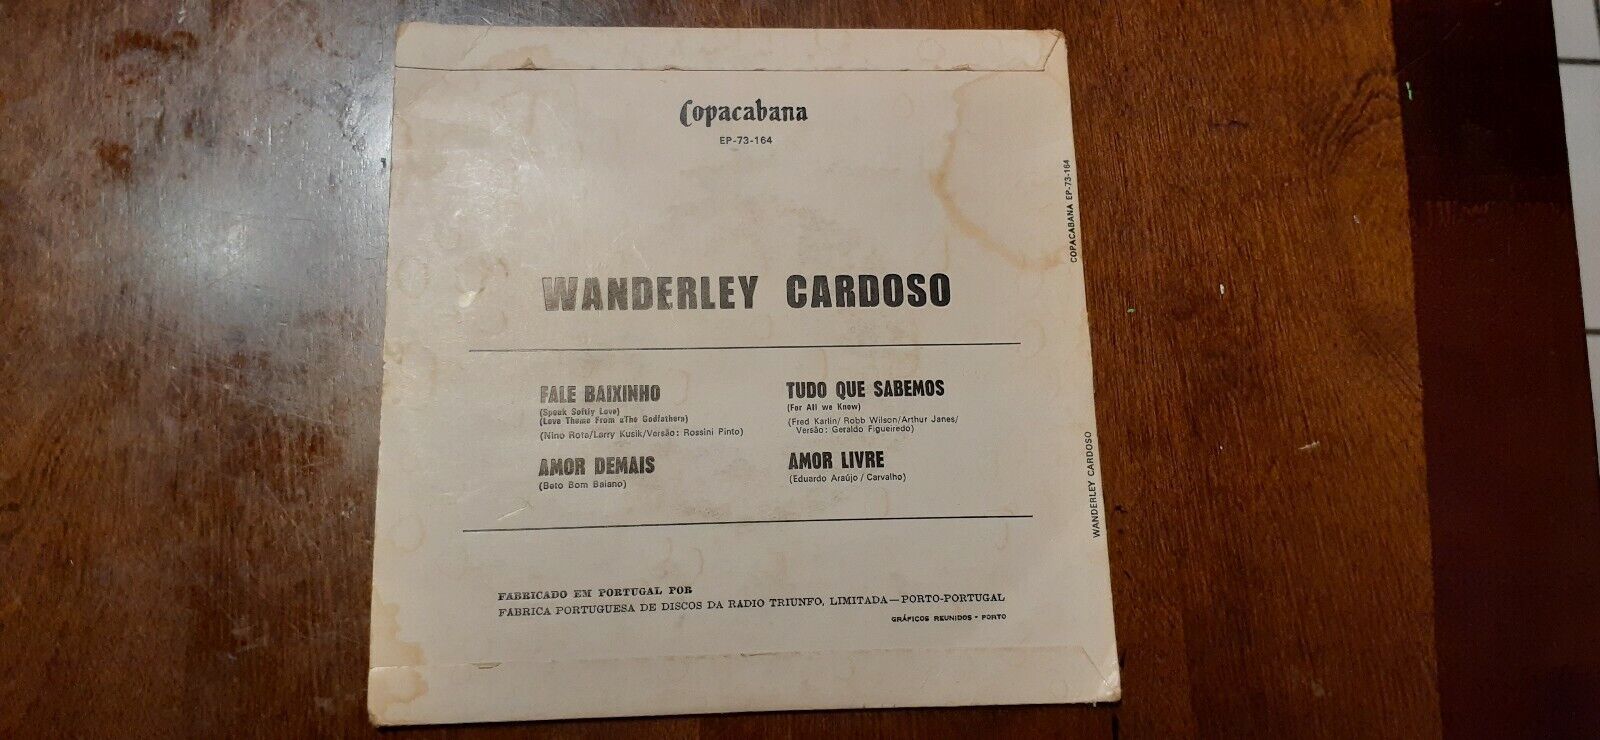 Copacabana
EP-73-164
WANDERLEY CARDOSO
FALE BAIXINHO
(Speak Softly Love)
(Love Theme From «The Godfather»)
(Nino Rota/Larry Kusik/Versão: Rossini Pinto)
AMOR DEMAIS
(Beto Bom Baiano)
TUDO QUE SABEMOS
(For All we Know)
(Fred Karlin/ Robb Wilson/Arthur Janes/
Versão: Geraldo Figueiredo)
AMOR LIVRE
(Eduardo Araújo / Carvalho)
FABRICADO EM PORTUGAL POR
FÁBRICA PORTUGUESA DE DISCOS DA RÁDIO TRIUNFO, LIMITADA—PORTO-PORTUGAL
GRÁFICOS REUNIDOS • PORTO
COPACABANA EP-73-164
WANDERLEY CARDOSO